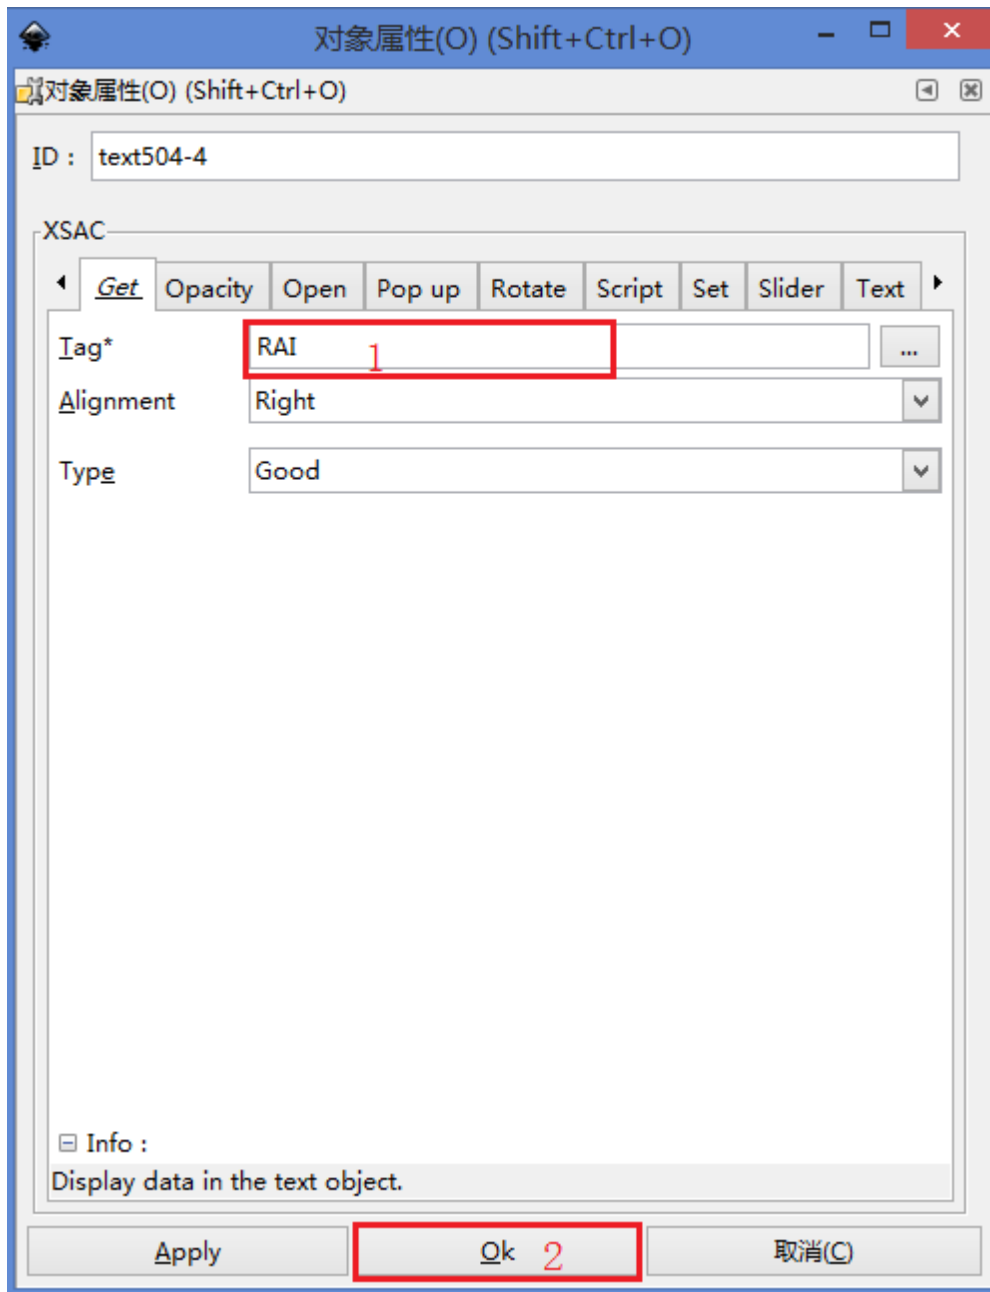 对象属性(O) (Shift+Ctrl+O)
对象属性(O) (Shift+Ctrl+O)
ID : text504-4
XSAC
Get Opacity Open Pop up Rotate Script Set Slider Text
Tag* RAI 1 ...
Alignment Right
Type Good
Info :
Display data in the text object.
Apply Ok 2 取消(C)